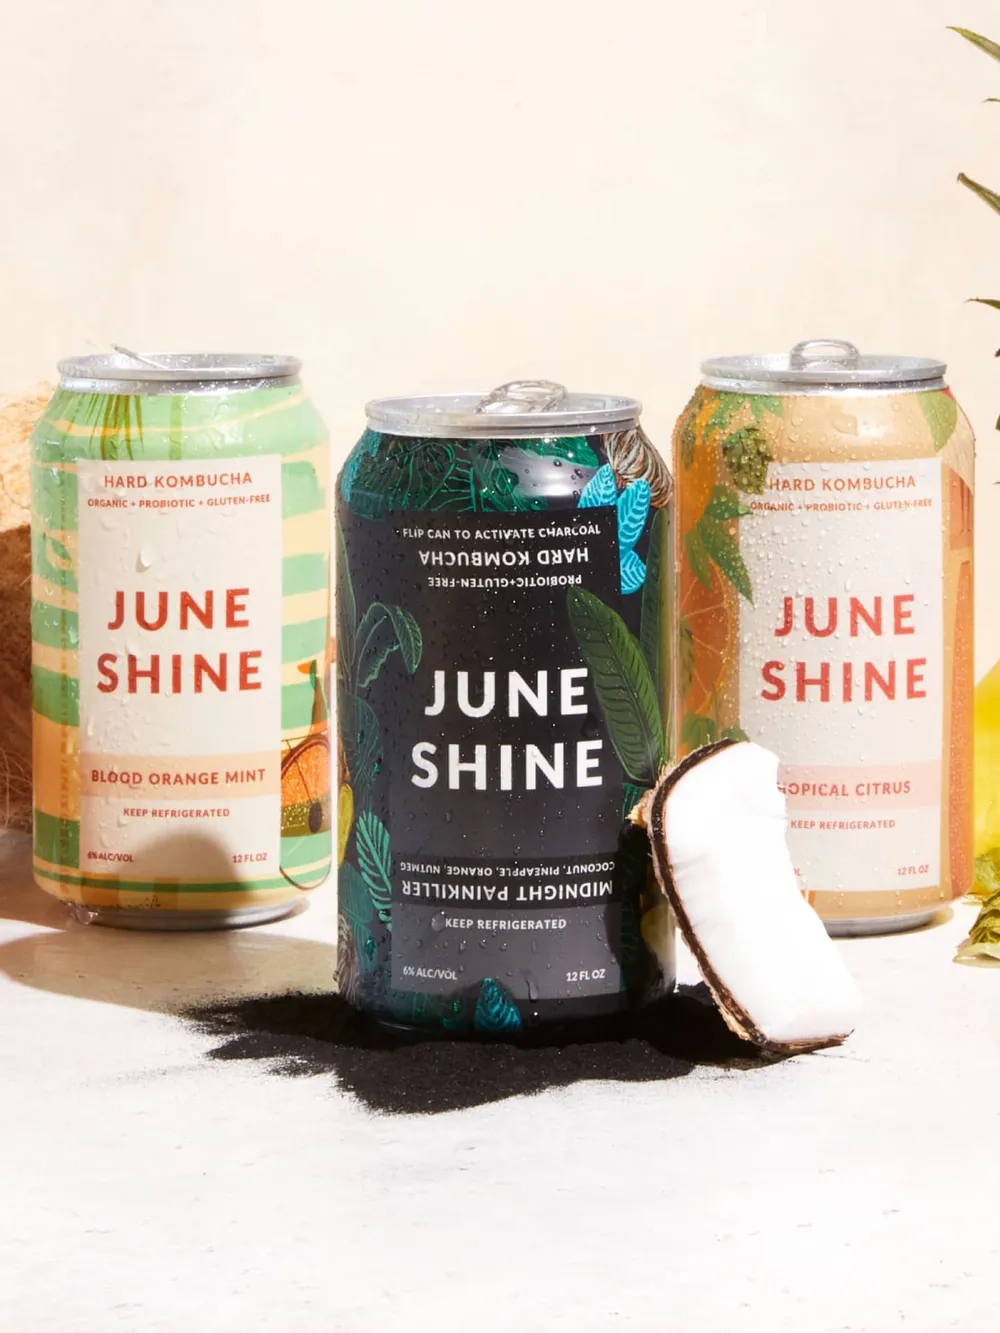 HARD KOMBUCHA
ORGANIC + PROBIOTIC + GLUTEN-FREE
JUNE
SHINE
BLOOD ORANGE MINT
KEEP REFRIGERATED
6% ALC/VOL
12 FL OZ
FLIP CAN TO ACTIVATE CHARCOAL
HARD KOMBUCHA
PROBIOTIC+GLUTEN-FREE
JUNE
SHINE
MIDNIGHT PAINKILLER
COCONUT, PINEAPPLE, ORANGE, NUTMEG
KEEP REFRIGERATED
6% ALC/VOL
12 FL OZ
HARD KOMBUCHA
ORGANIC + PROBIOTIC + GLUTEN-FREE
JUNE
SHINE
CITRUS
KEEP REFRIGERATED
12 FL OZ